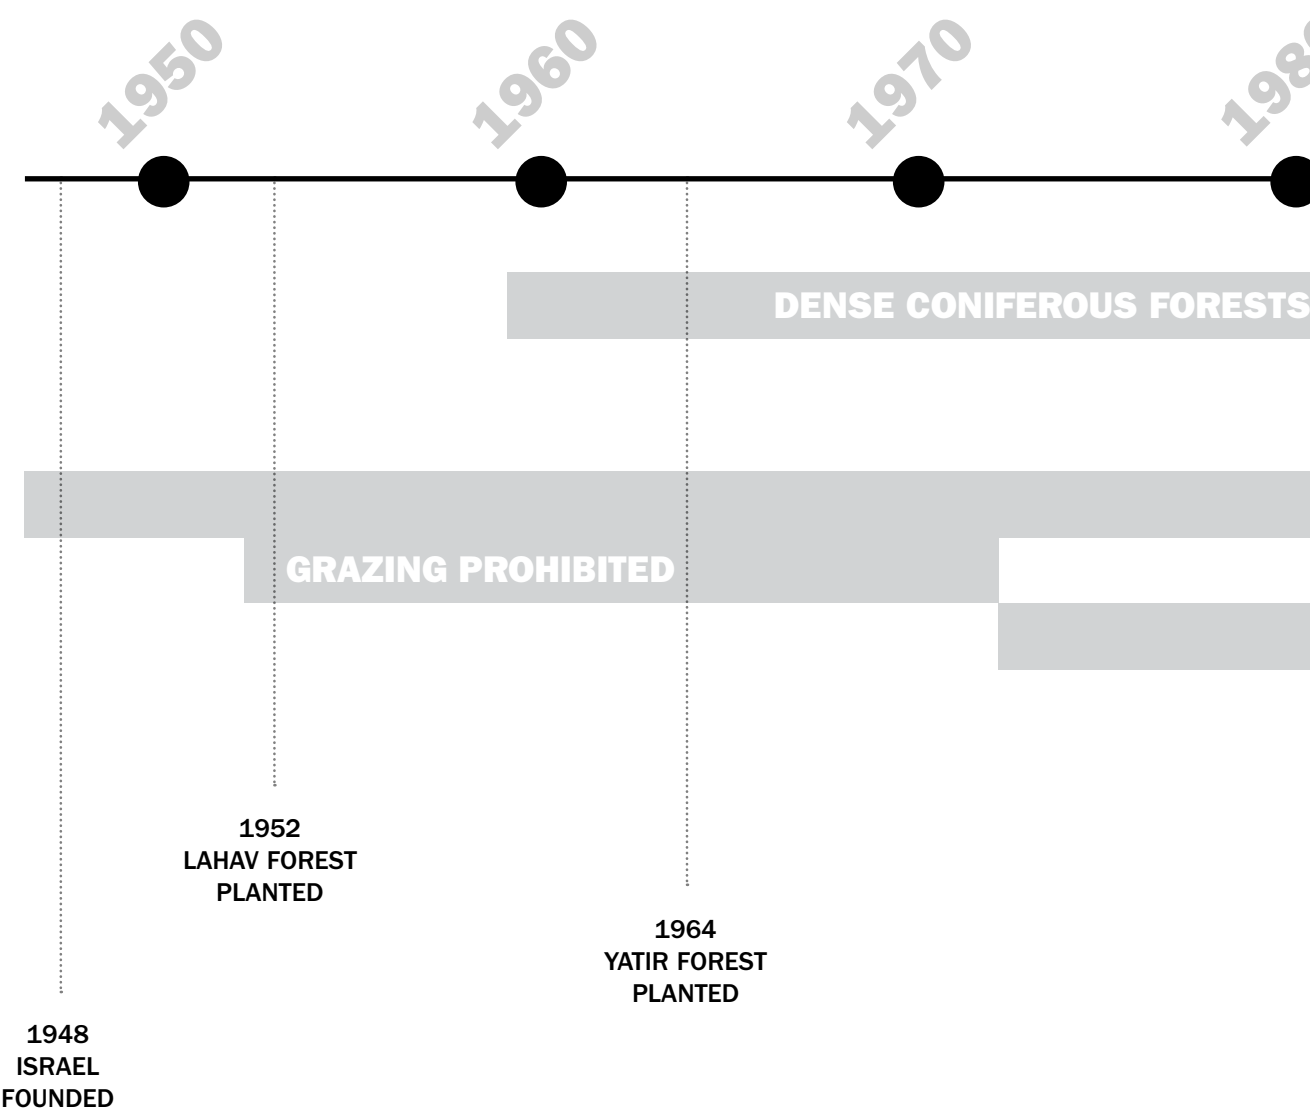 1950
1960
1970
198
DENSE CONIFEROUS FORESTS
GRAZING PROHIBITED
1952
LAHAV FOREST
PLANTED
1964
YATIR FOREST
PLANTED
1948
ISRAEL
FOUNDED